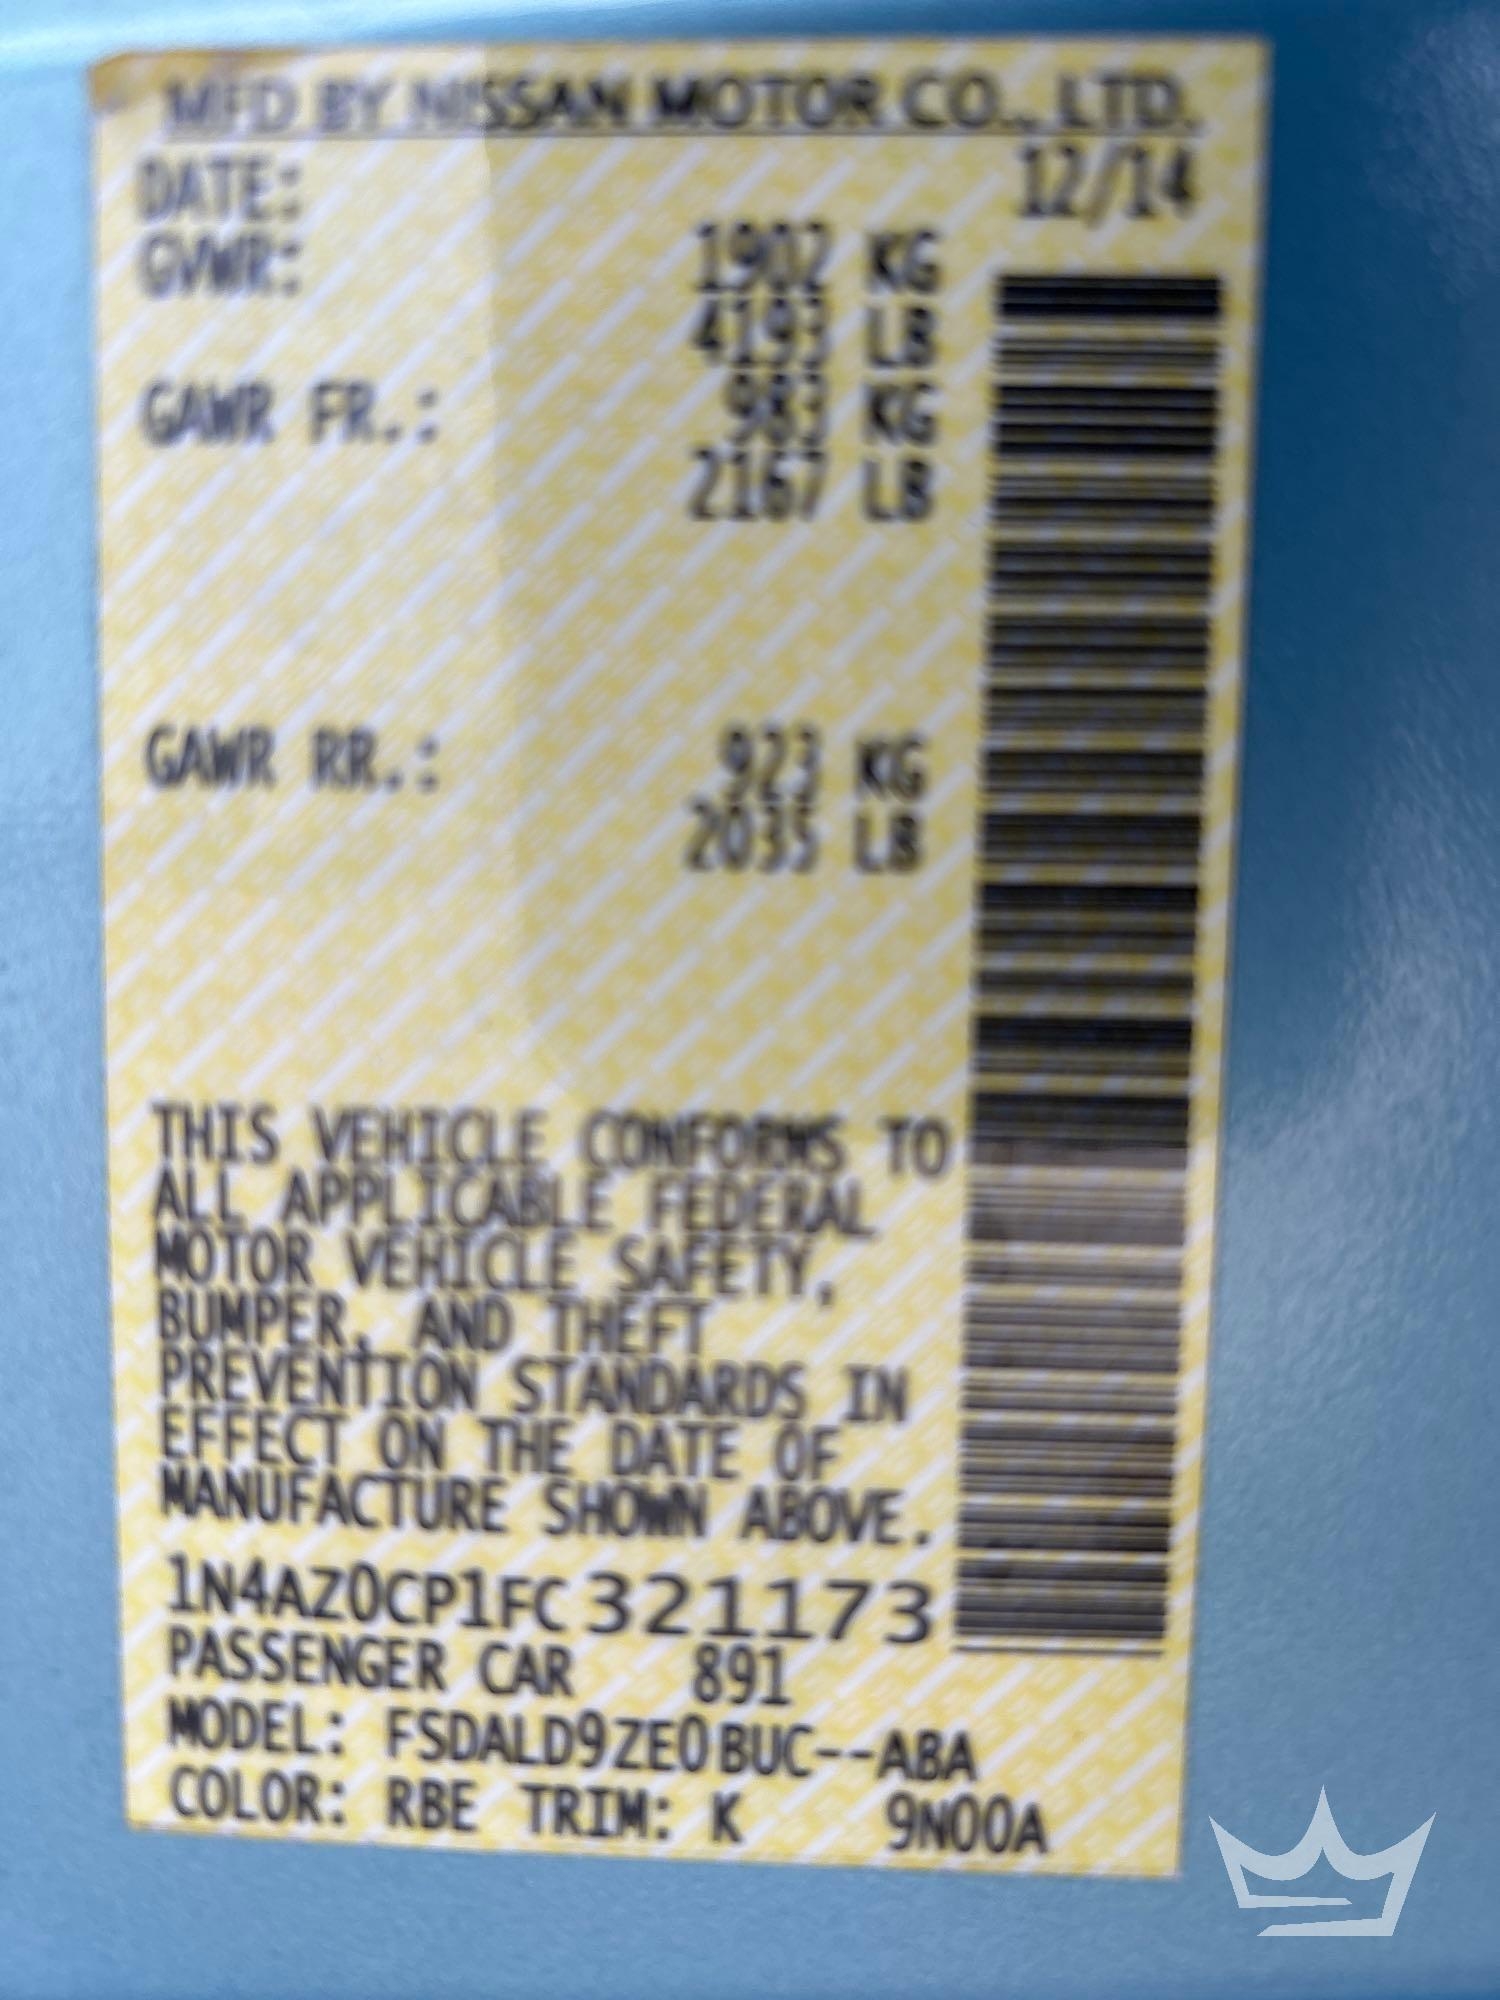 MFD BY NISSAN MOTOR CO., LTD.
DATE: 12/14
GVWR: 1902 KG
4193 LB
GAWR FR.: 983 KG
2167 LB
GAWR RR.: 923 KG
2035 LB
THIS VEHICLE CONFORMS TO
ALL APPLICABLE FEDERAL
MOTOR VEHICLE SAFETY,
BUMPER, AND THEFT
PREVENTION STANDARDS IN
EFFECT ON THE DATE OF
MANUFACTURE SHOWN ABOVE.
1N4AZ0CP1FC321173
PASSENGER CAR 891
MODEL: FSDALD9ZE0BUC--ABA
COLOR: RBE TRIM: K 9N00A